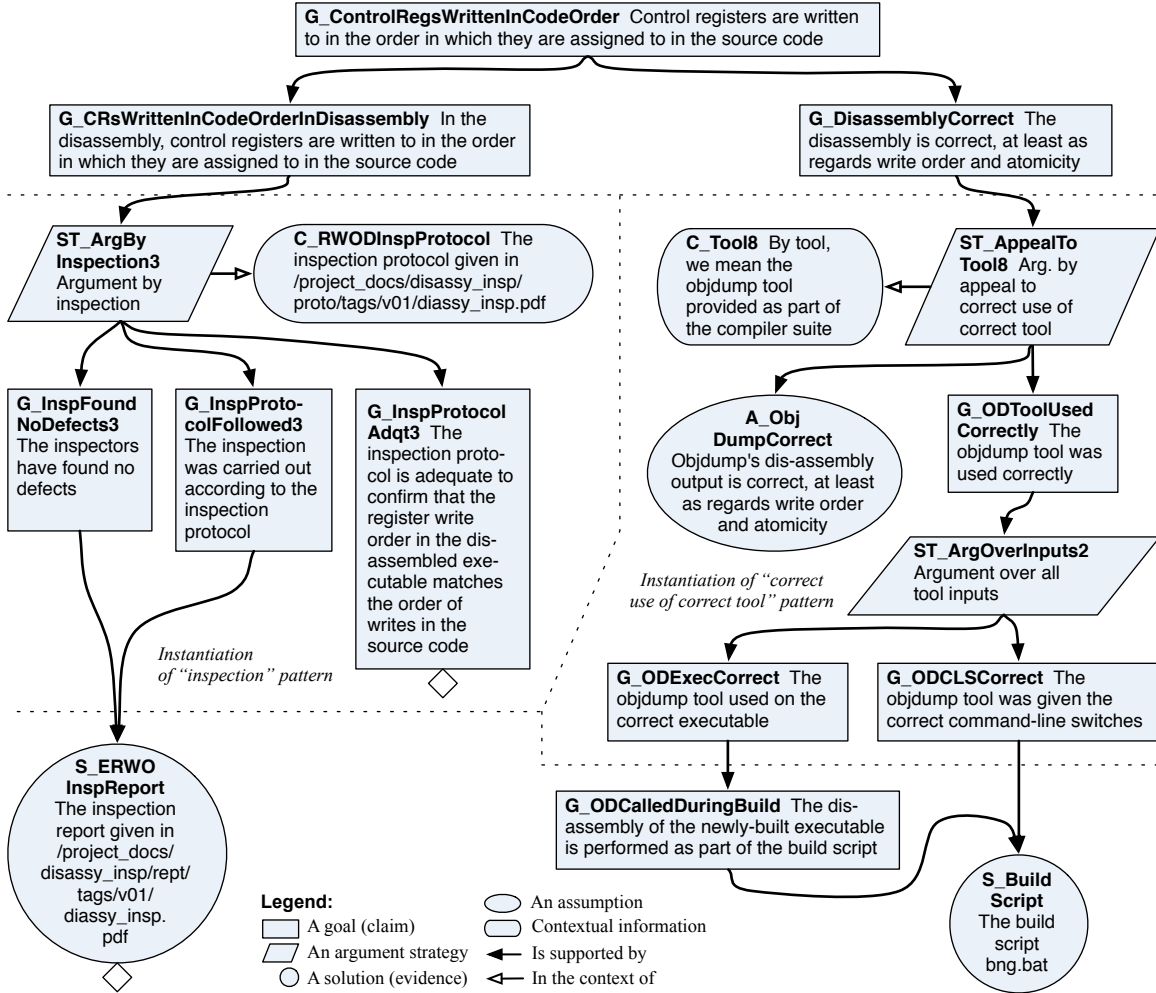 G_ControlRegsWrittenInCodeOrder Control registers are written
to in the order in which they are assigned to in the source code
G_CRsWrittenInCodeOrderInDisassembly In the
disassembly, control registers are written to in the order
in which they are assigned to in the source code
G_DisassemblyCorrect The
disassembly is correct, at least as
regards write order and atomicity
ST_ArgBy
Inspection3
Argument by
inspection
C_RWODInspProtocol The
inspection protocol given in
/project_docs/disassy_insp/
proto/tags/v01/diassy_insp.pdf
C_Tool8 By tool,
we mean the
objdump tool
provided as part
of the compiler suite
ST_AppealTo
Tool8 Arg. by
appeal to
correct use of
correct tool
G_InspFound
NoDefects3
The inspectors
have found no
defects
G_InspProto-
colFollowed3
The inspection
was carried out
according to the
inspection
protocol
G_InspProtocol
Adqt3 The
inspection proto-
col is adequate to
confirm that the
register write
order in the dis-
assembled exe-
cutable matches
the order of
writes in the
source code
A_Obj
DumpCorrect
Objdump's dis-assembly
output is correct, at least
as regards write order
and atomicity
G_ODToolUsed
Correctly The
objdump tool was
used correctly
ST_ArgOverInputs2
Argument over all
tool inputs
Instantiation of “correct
use of correct tool” pattern
Instantiation
of “inspection” pattern
G_ODExecCorrect The
objdump tool used on the
correct executable
G_ODCLSCorrect The
objdump tool was given the
correct command-line switches
S_ERWO
InspReport
The inspection
report given in
/project_docs/
disassy_insp/rept/
tags/v01/
diassy_insp.
pdf
G_ODCalledDuringBuild The dis-
assembly of the newly-built executable
is performed as part of the build script
S_Build
Script
The build
script
bng.bat
Legend:
A goal (claim)
An argument strategy
A solution (evidence)
An assumption
Contextual information
Is supported by
In the context of